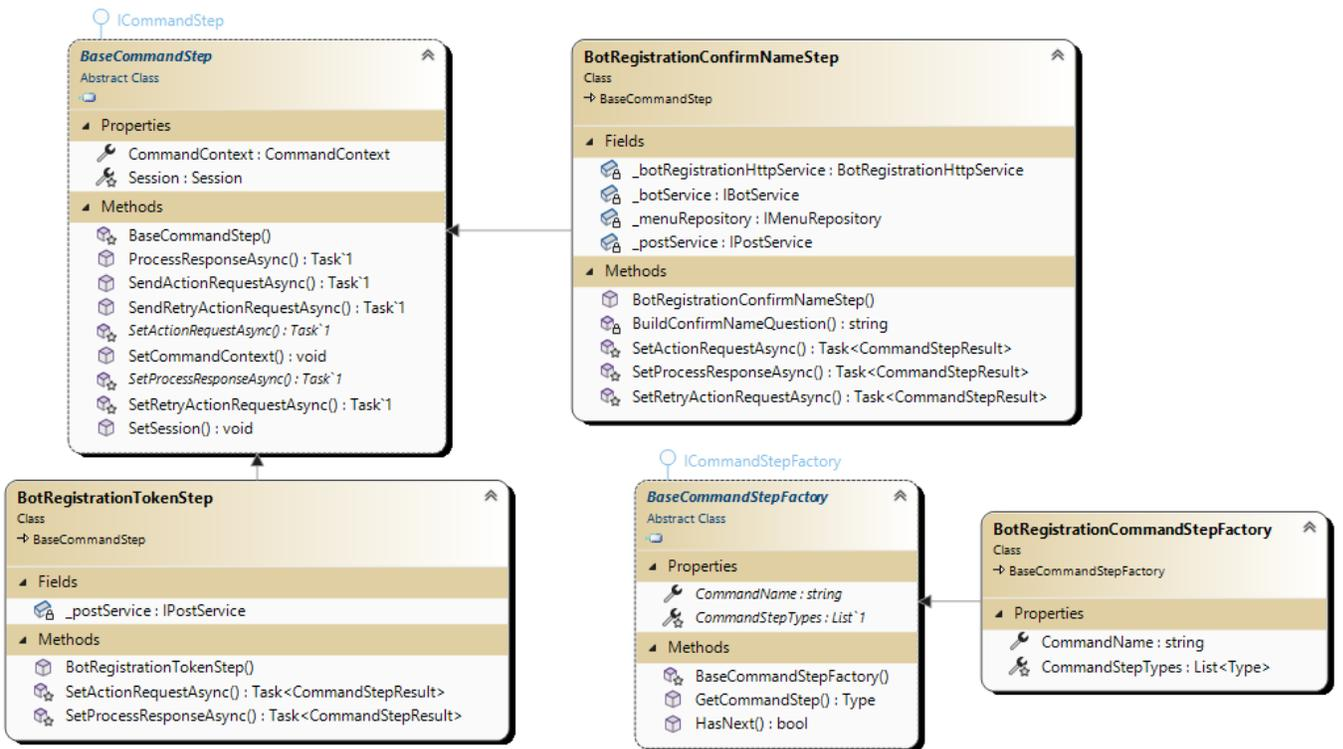 ICommandStep
BaseCommandStep
Abstract Class
Properties
CommandContext : CommandContext
Session : Session
Methods
BaseCommandStep()
ProcessResponseAsync() : Task`1
SendActionRequestAsync() : Task`1
SendRetryActionRequestAsync() : Task`1
SetActionRequestAsync() : Task`1
SetCommandContext() : void
SetProcessResponseAsync() : Task`1
SetRetryActionRequestAsync() : Task`1
SetSession() : void
BotRegistrationConfirmNameStep
Class
BaseCommandStep
Fields
_botRegistrationHttpService : BotRegistrationHttpService
_botService : IBotService
_menuRepository : IMenuRepository
_postService : IPostService
Methods
BotRegistrationConfirmNameStep()
BuildConfirmNameQuestion() : string
SetActionRequestAsync() : Task<CommandStepResult>
SetProcessResponseAsync() : Task<CommandStepResult>
SetRetryActionRequestAsync() : Task<CommandStepResult>
BotRegistrationTokenStep
Class
BaseCommandStep
Fields
_postService : IPostService
Methods
BotRegistrationTokenStep()
SetActionRequestAsync() : Task<CommandStepResult>
SetProcessResponseAsync() : Task<CommandStepResult>
ICommandStepFactory
BaseCommandStepFactory
Abstract Class
Properties
CommandName : string
CommandStepTypes : List`1
Methods
BaseCommandStepFactory()
GetCommandStep() : Type
HasNext() : bool
BotRegistrationCommandStepFactory
Class
BaseCommandStepFactory
Properties
CommandName : string
CommandStepTypes : List<Type>